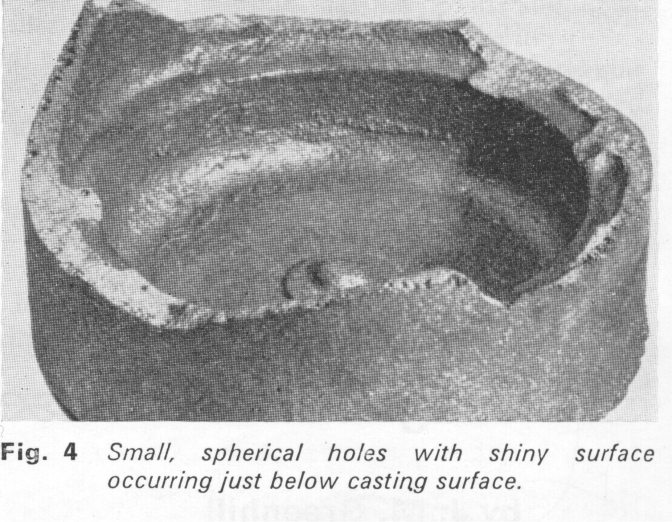 Fig. 4 Small, spherical holes with shiny surface
occurring just below casting surface.